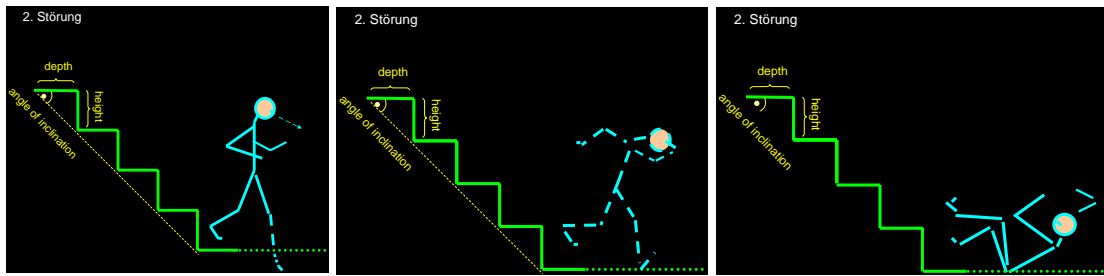 2. Störung
depth
height
angle of inclination
2. Störung
depth
height
angle of inclination
2. Störung
depth
height
angle of inclination